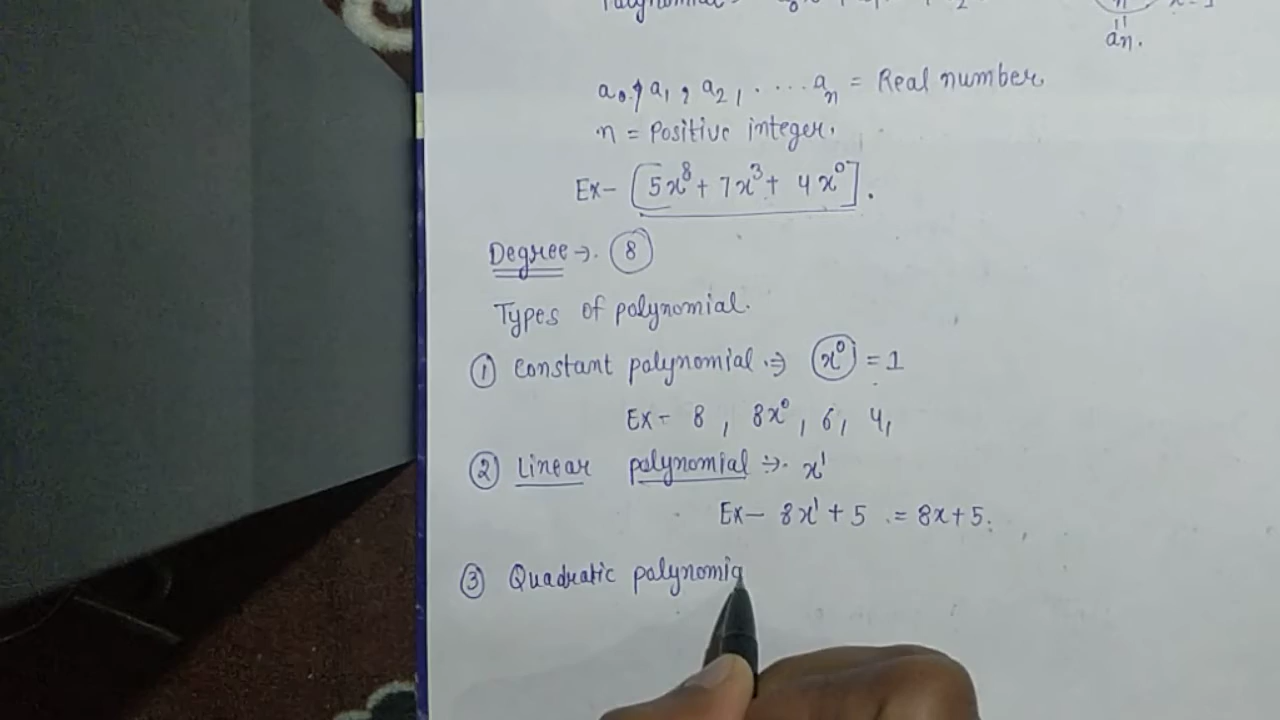 an.
a₀, a₁, a₂, ....aₙ = Real number
n = Positive integer.
Ex- [5x⁸ + 7x³ + 4x⁰].
Degree →. 8
Types of polynomial.
① Constant polynomial ⇒ x⁰ = 1
Ex- 8, 8x⁰, 6, 4,
② Linear polynomial ⇒. x¹
Ex- 8x¹ + 5 = 8x+5.
③ Quadratic polynomia